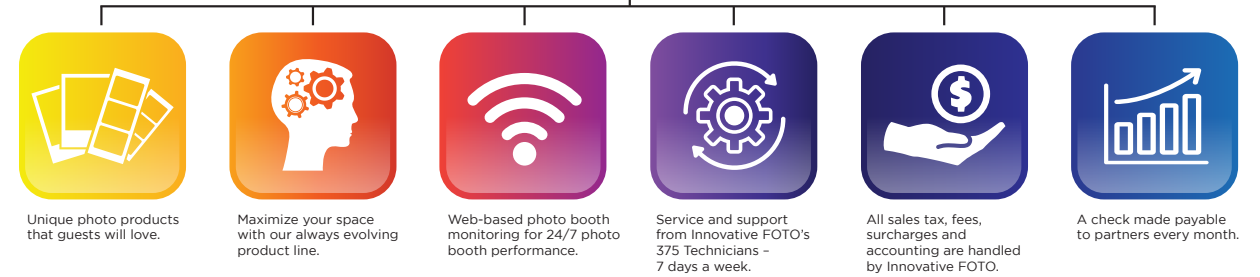 Unique photo products
that guests will love.
Maximize your space
with our always evolving
product line.
Web-based photo booth
monitoring for 24/7 photo
booth performance.
Service and support
from Innovative FOTO's
375 Technicians –
7 days a week.
$
All sales tax, fees,
surcharges and
accounting are handled
by Innovative FOTO.
A check made payable
to partners every month.